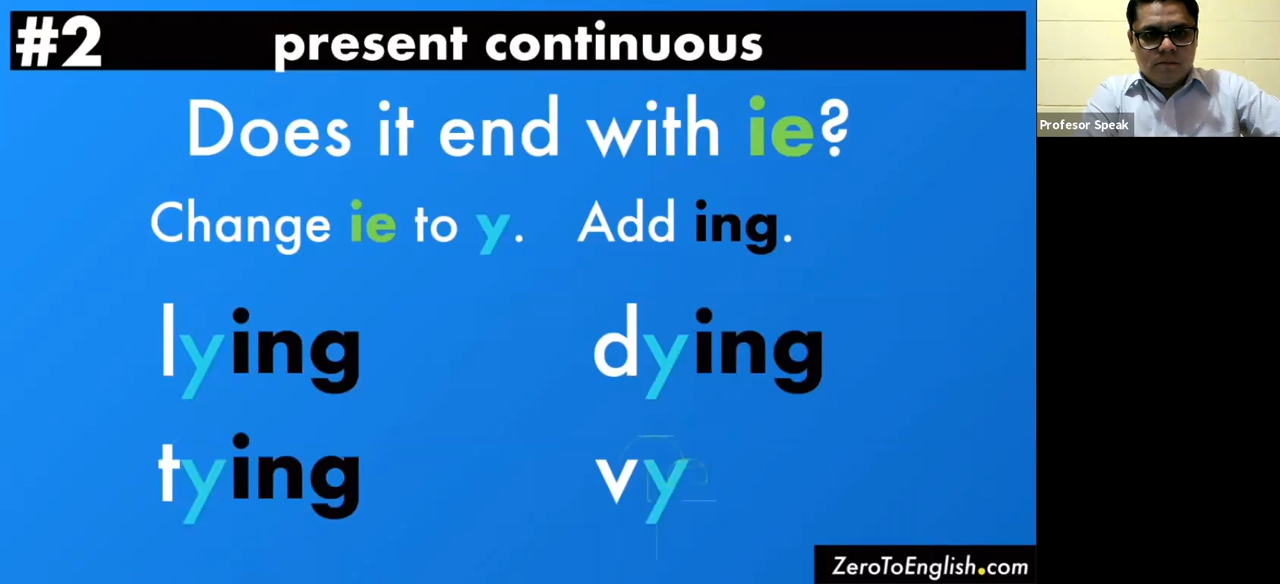 #2 present continuous
Does it end with ie?
Change ie to y. Add ing.
lying dying
tying vy
ZeroToEnglish.com
Profesor Speak